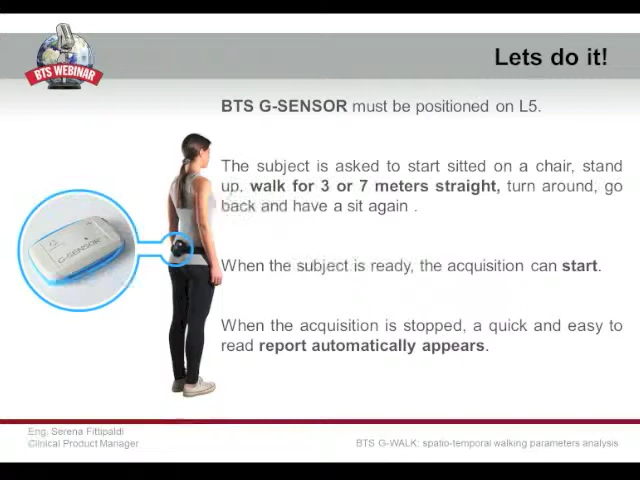 Lets do it!
BTS WEBINAR
BTS G-SENSOR must be positioned on L5.
The subject is asked to start sitted on a chair, stand
up, walk for 3 or 7 meters straight, turn around, go
back and have a sit again .
G-SENSOR
When the subject is ready, the acquisition can start.
When the acquisition is stopped, a quick and easy to
read report automatically appears.
Eng. Serena Fittipaldi
Clinical Product Manager
BTS G-WALK: spatio-temporal walking parameters analysis